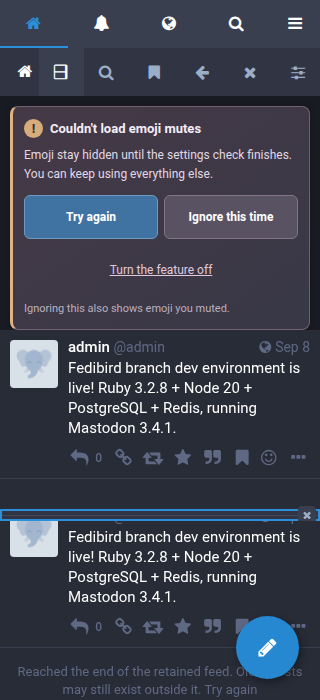 ! Couldn't load emoji mutes
Emoji stay hidden until the settings check finishes.
You can keep using everything else.
Try again
Ignore this time
Turn the feature off
Ignoring this also shows emoji you muted.
admin @admin Sep 8
Fedibird branch dev environment is
live! Ruby 3.2.8 + Node 20 +
PostgreSQL + Redis, running
Mastodon 3.4.1.
0
Fedibird branch dev environment is
live! Ruby 3.2.8 + Node 20 +
PostgreSQL + Redis, running
Mastodon 3.4.1.
0
Reached the end of the retained feed.
may still exist outside it. Try again